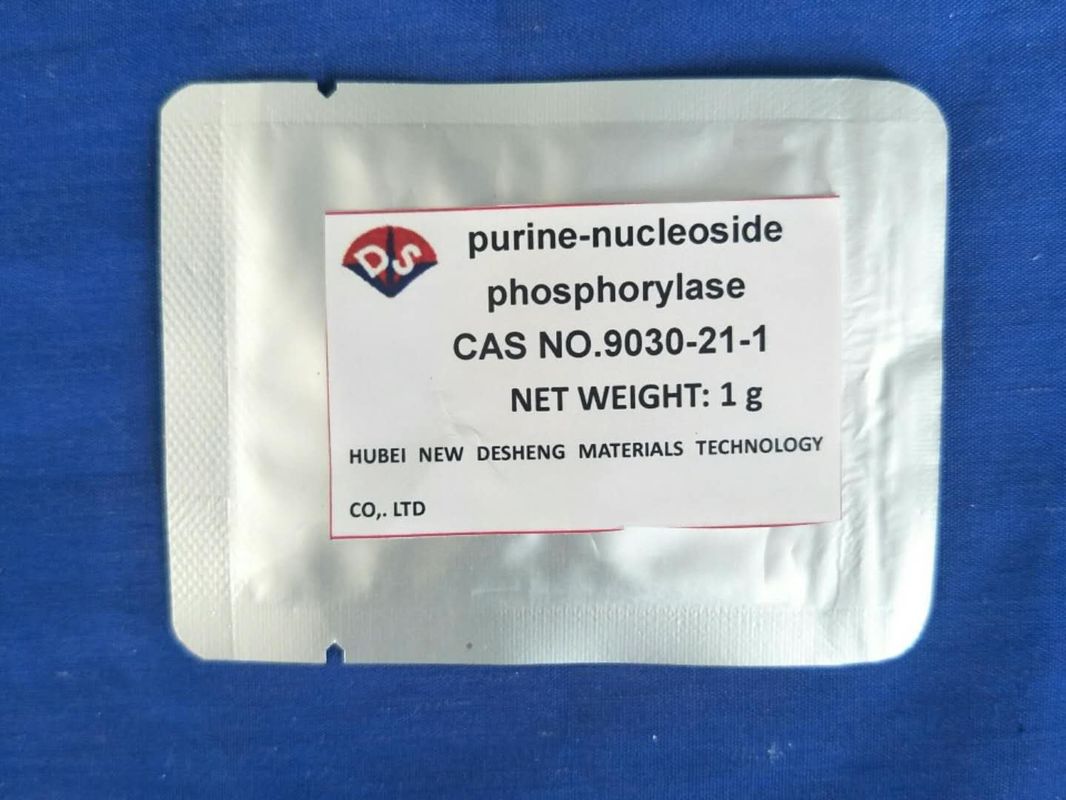 DS
purine-nucleoside
phosphorylase
CAS NO.9030-21-1
NET WEIGHT: 1 g
HUBEI NEW DESHENG MATERIALS TECHNOLOGY
CO,. LTD